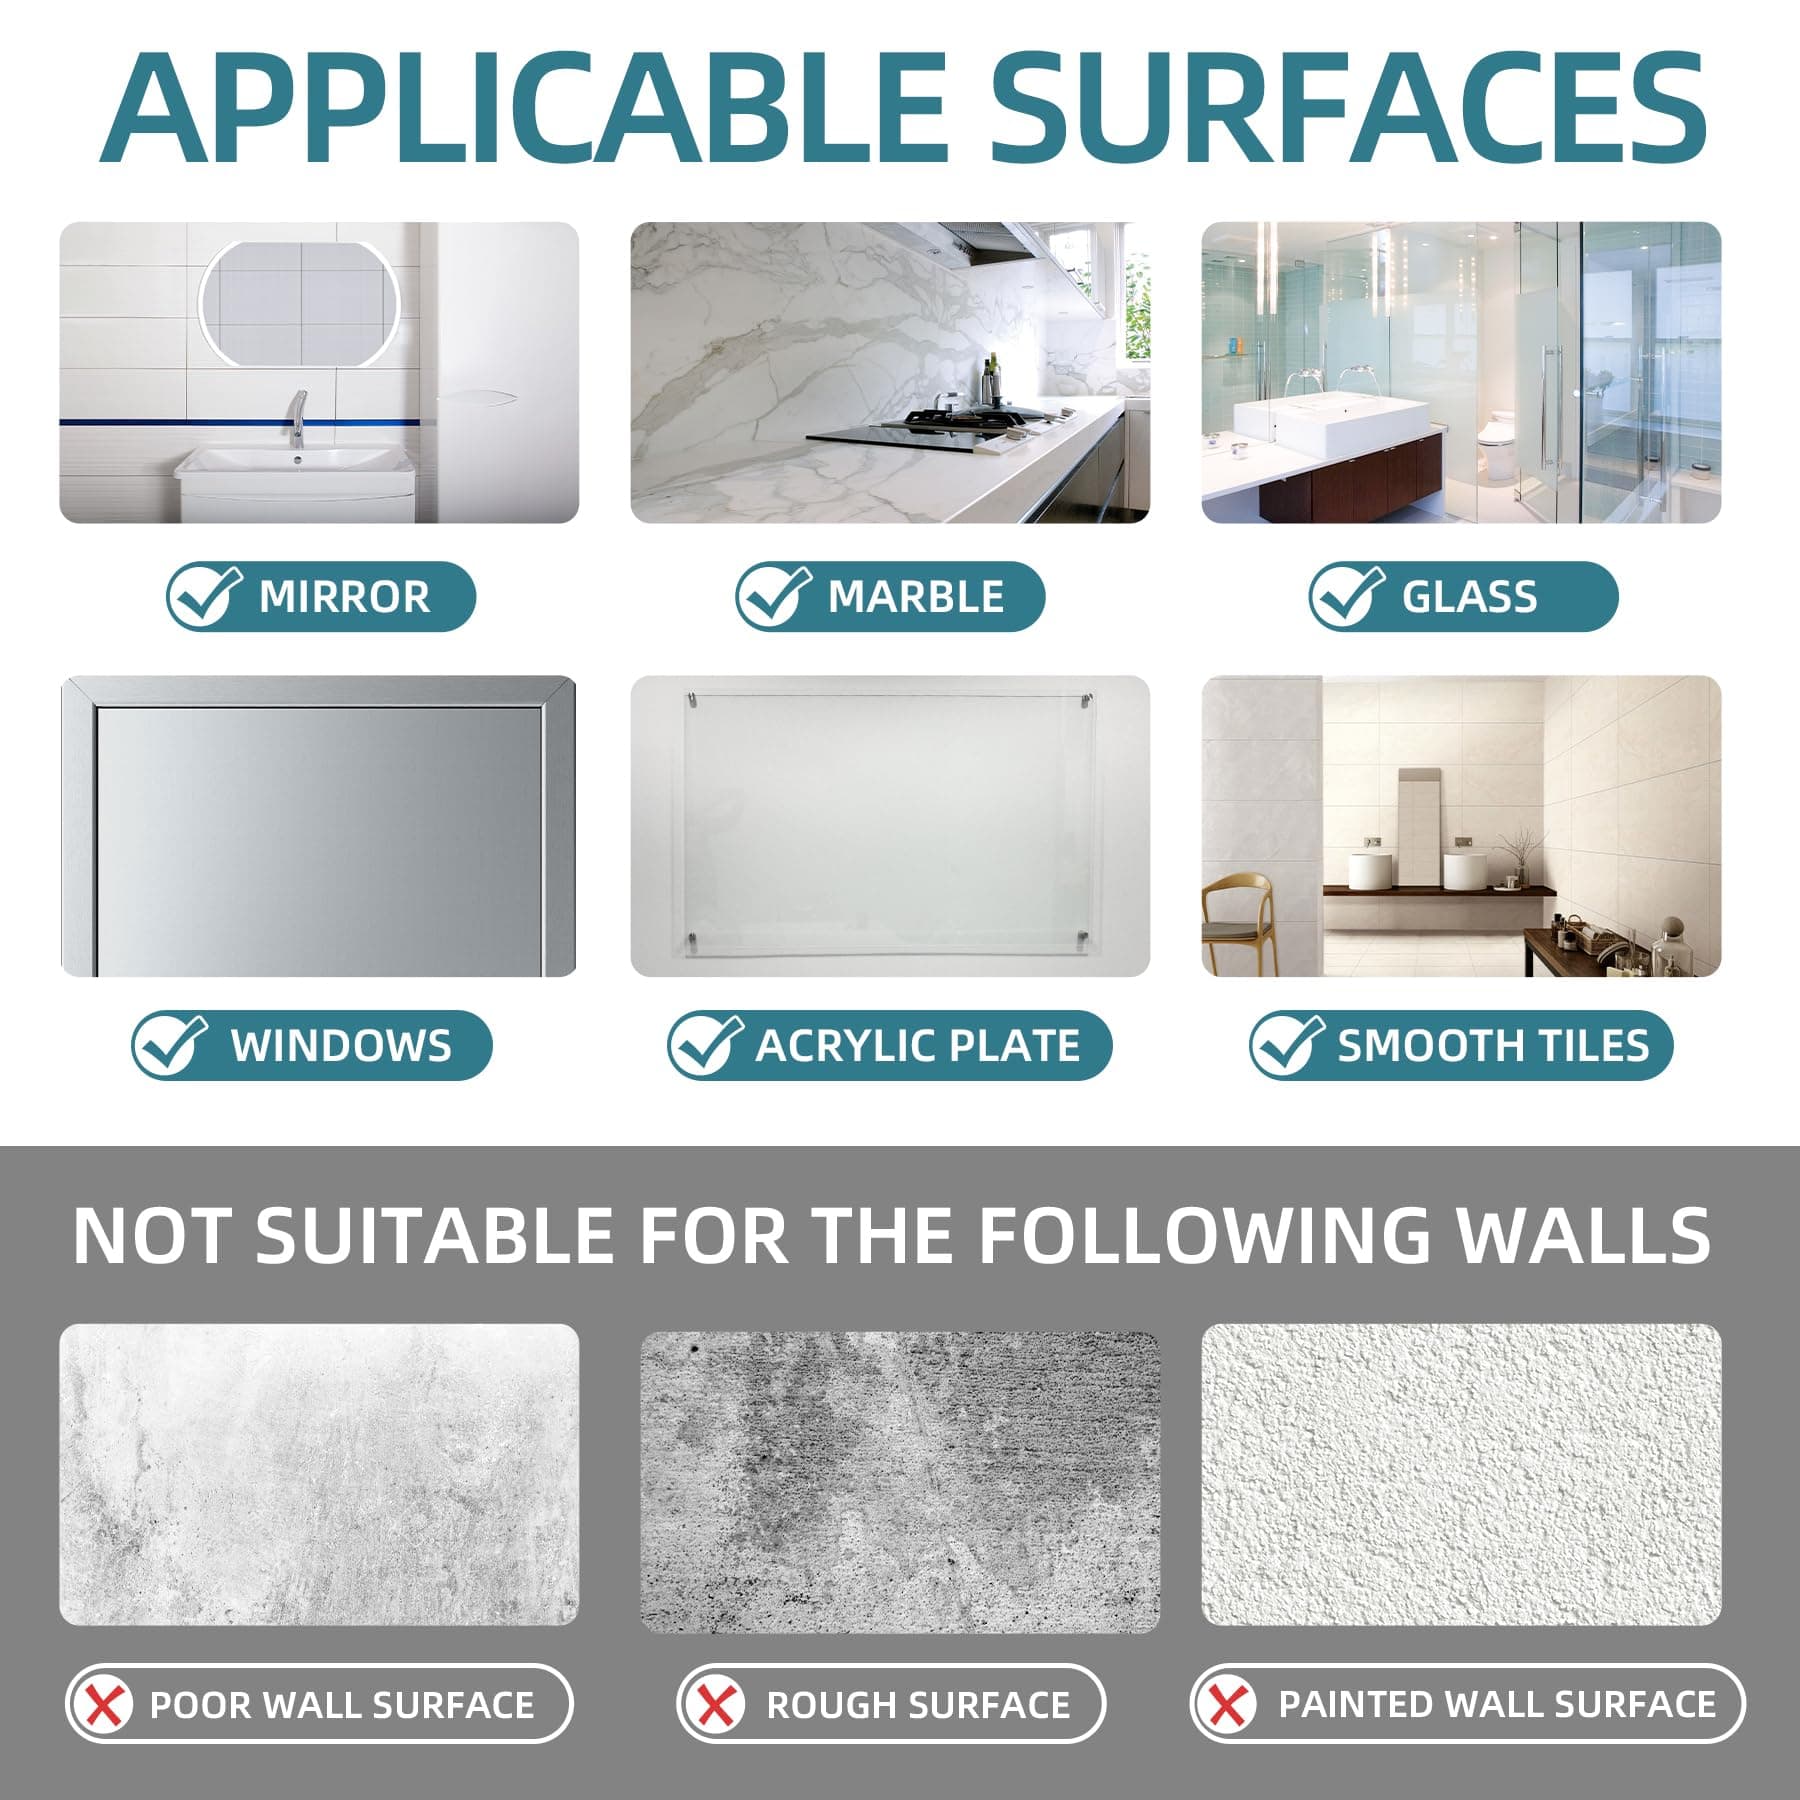 APPLICABLE SURFACES
MIRROR
MARBLE
GLASS
WINDOWS
ACRYLIC PLATE
SMOOTH TILES
NOT SUITABLE FOR THE FOLLOWING WALLS
POOR WALL SURFACE
ROUGH SURFACE
PAINTED WALL SURFACE